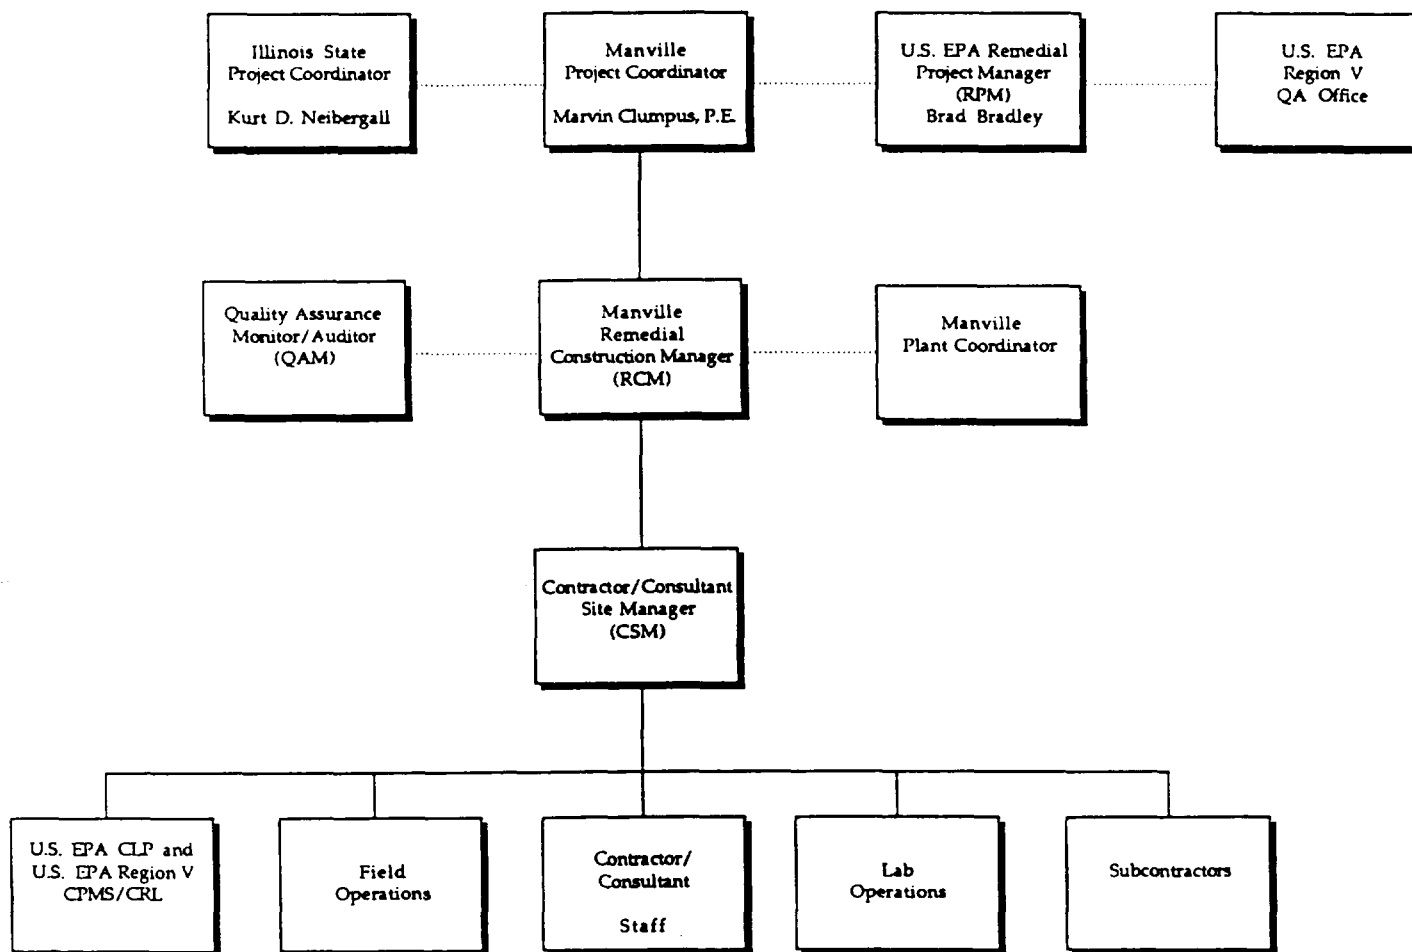 Illinois State
Project Coordinator
Kurt D. Neibergall
Manville
Project Coordinator
Marvin Clumpus, P.E.
U.S. EPA Remedial
Project Manager
(RPM)
Brad Bradley
U.S. EPA
Region V
QA Office
Quality Assurance
Monitor/Auditor
(QAM)
Manville
Remedial
Construction Manager
(RCM)
Manville
Plant Coordinator
Contractor/Consultant
Site Manager
(CSM)
U.S. EPA CLP and
U.S. EPA Region V
CPMS/CRL
Field
Operations
Contractor/
Consultant
Staff
Lab
Operations
Subcontractors